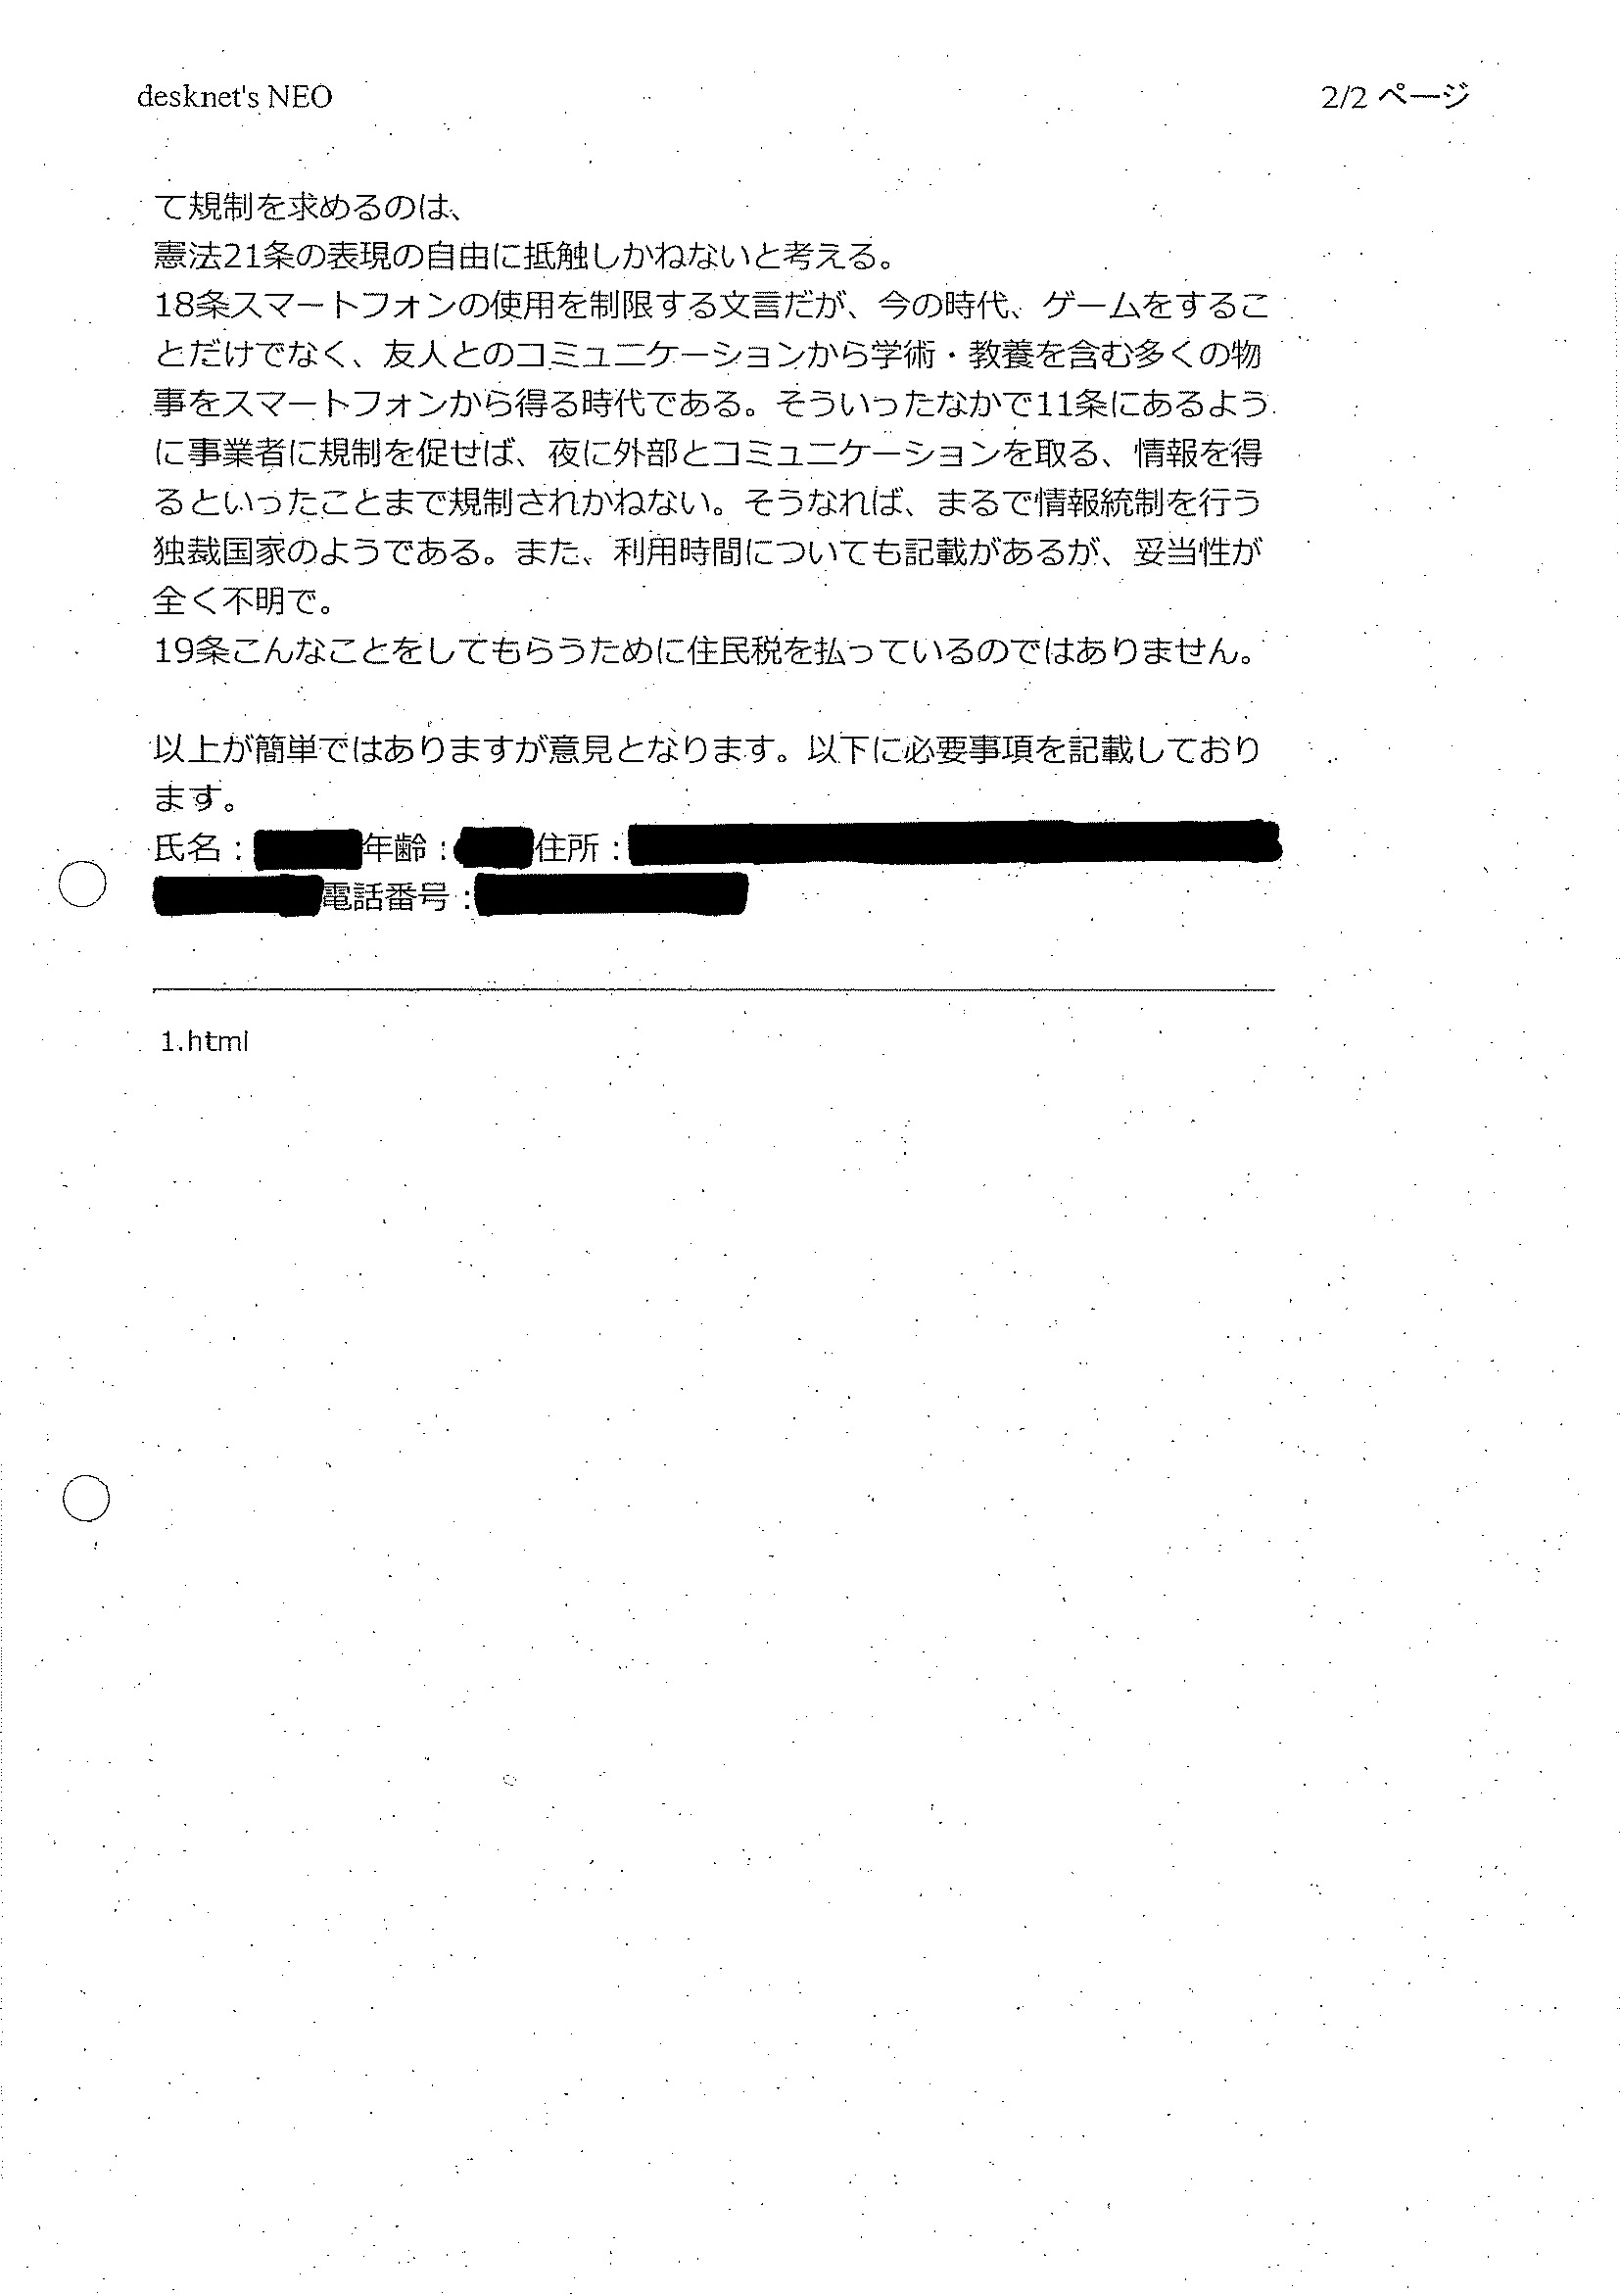 desknet's NEO
2/2 ページ
て規制を求めるのは、
憲法21条の表現の自由に抵触しかねないと考える。
18条スマートフォンの使用を制限する文言だが、今の時代、ゲームをするこ
とだけでなく、友人とのコミュニケーションから学術・教養を含む多くの物
事をスマートフォンから得る時代である。そういったなかで11条にあるよう
に事業者に規制を促せば、夜に外部とコミュニケーションを取る、情報を得
るといったことまで規制されかねない。そうなれば、まるで情報統制を行う
独裁国家のようである。また、利用時間についても記載があるが、妥当性が
全く不明で。
19条こんなことをしてもらうために住民税を払っているのではありません。
以上が簡単ではありますが意見となります。以下に必要事項を記載しており
ます。
氏名：年齢：住所：
電話番号：
1.html